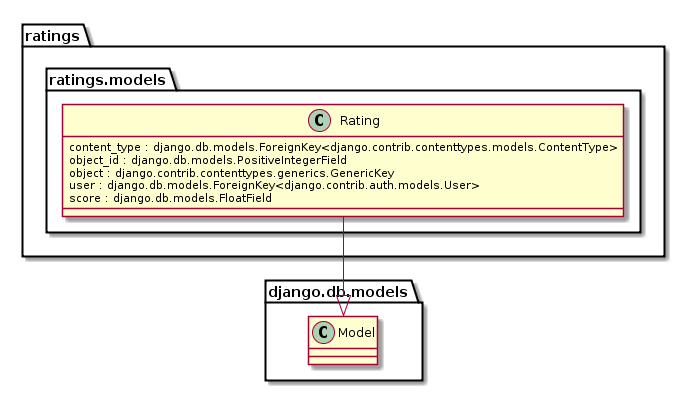 ratings
ratings.models
C Rating
content_type : django.db.models.ForeignKey<django.contrib.contenttypes.models.ContentType>
object_id : django.db.models.PositiveIntegerField
object : django.contrib.contenttypes.generics.GenericKey
user : django.db.models.ForeignKey<django.contrib.auth.models.User>
score : django.db.models.FloatField
django.db.models
C Model